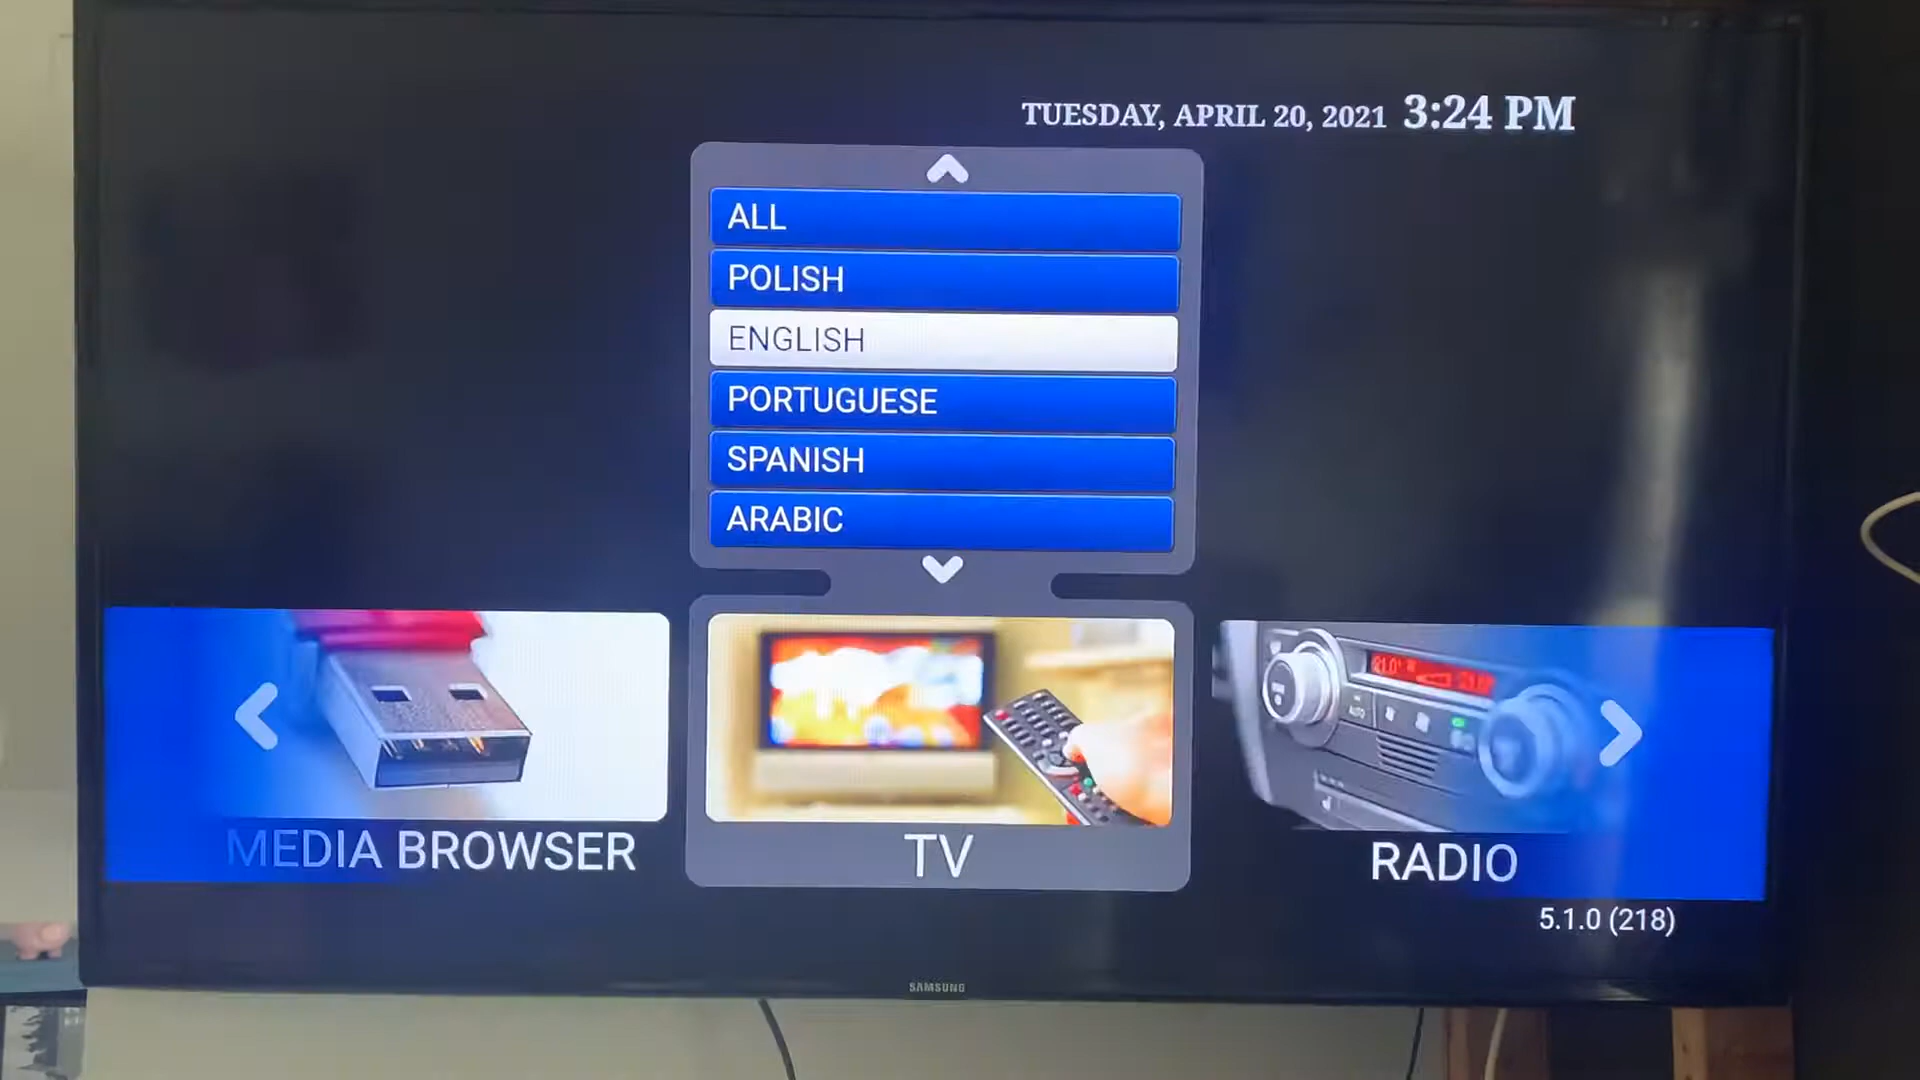 TUESDAY, APRIL 20, 2021 3:24 PM
ALL
POLISH
ENGLISH
PORTUGUESE
SPANISH
ARABIC
MEDIA BROWSER
TV
RADIO
5.1.0 (218)
SAMSUNG
AUTO